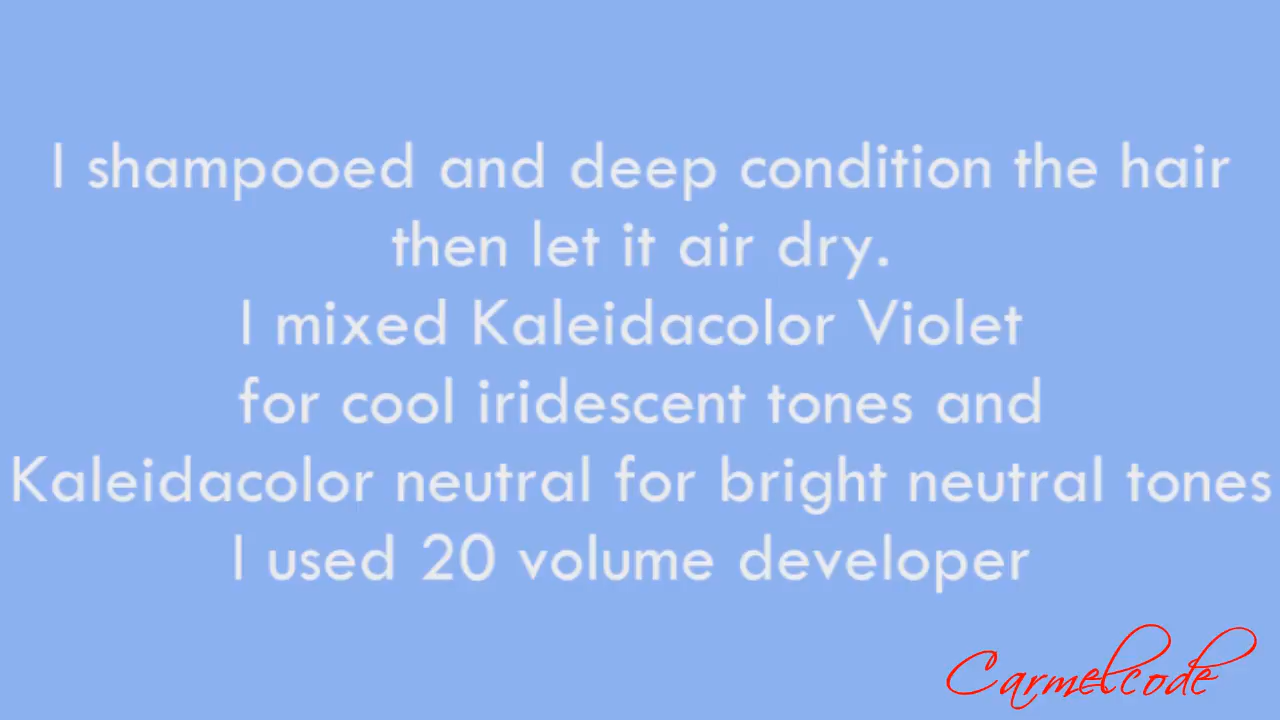 I shampooed and deep condition the hair
then let it air dry.
I mixed Kaleidacolor Violet
for cool iridescent tones and
Kaleidacolor neutral for bright neutral tones
I used 20 volume developer
Carmelcode